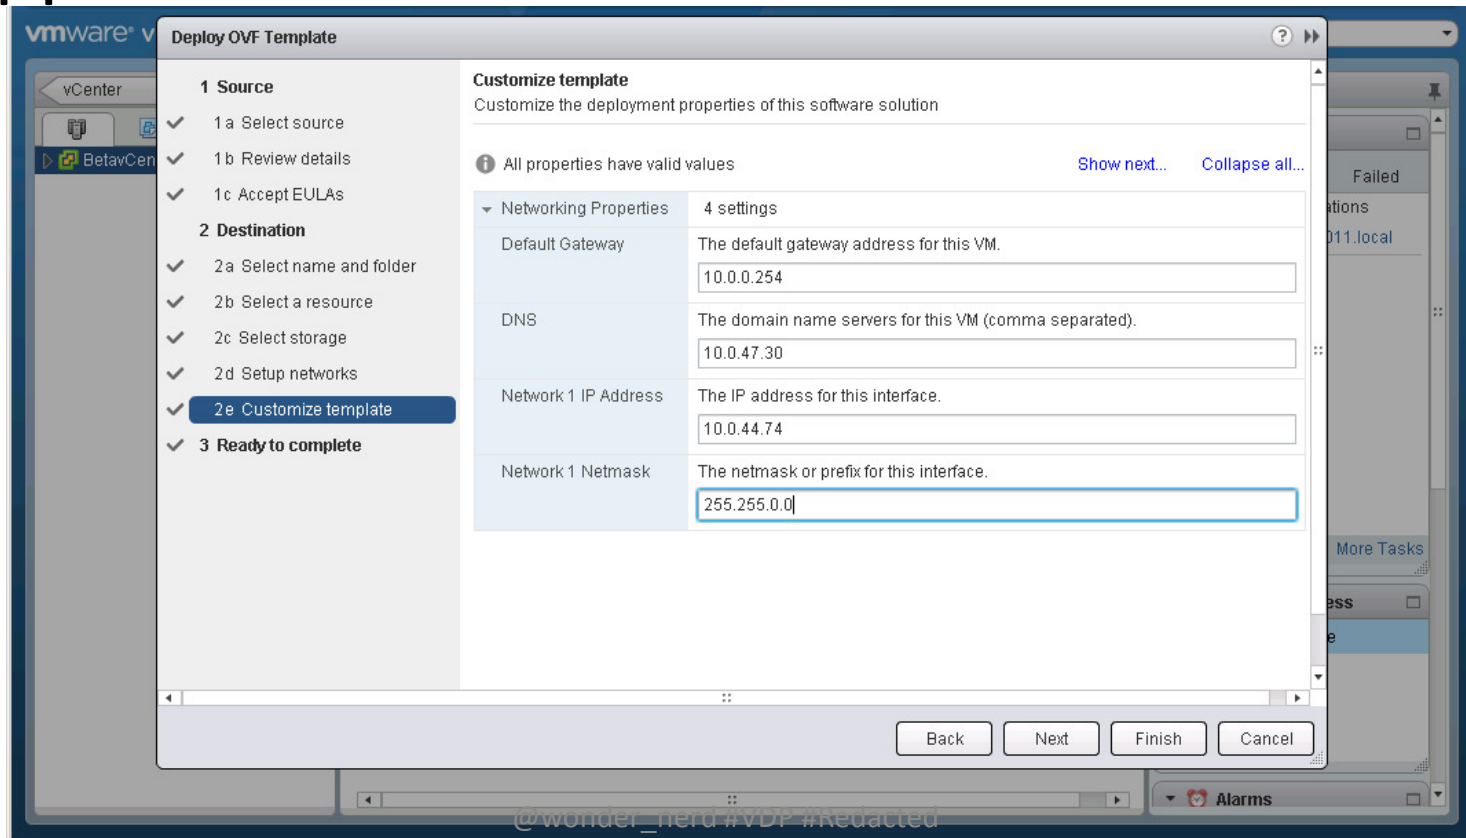 vmware® v
Deploy OVF Template
vCenter
BetavCen
1 Source
1a Select source
1b Review details
1c Accept EULAs
2 Destination
2a Select name and folder
2b Select a resource
2c Select storage
2d Setup networks
2e Customize template
3 Ready to complete
Customize template
Customize the deployment properties of this software solution
All properties have valid values Show next... Collapse all...
Networking Properties 4 settings
Default Gateway The default gateway address for this VM.
10.0.0.254
DNS The domain name servers for this VM (comma separated).
10.0.47.30
Network 1 IP Address The IP address for this interface.
10.0.44.74
Network 1 Netmask The netmask or prefix for this interface.
255.255.0.0
Back Next Finish Cancel
Failed
ations
011.local
More Tasks
ess
e
Alarms
@wonder_nerd #VDP #Redacted